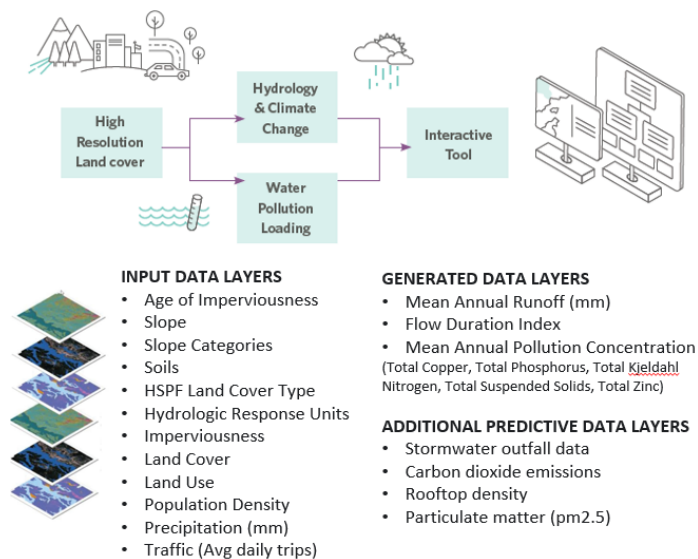 High
Resolution
Land cover
Hydrology
& Climate
Change
Water
Pollution
Loading
Interactive
Tool
INPUT DATA LAYERS
• Age of Imperviousness
• Slope
• Slope Categories
• Soils
• HSPF Land Cover Type
• Hydrologic Response Units
• Imperviousness
• Land Cover
• Land Use
• Population Density
• Precipitation (mm)
• Traffic (Avg daily trips)
GENERATED DATA LAYERS
• Mean Annual Runoff (mm)
• Flow Duration Index
• Mean Annual Pollution Concentration
(Total Copper, Total Phosphorus, Total Kjeldahl
Nitrogen, Total Suspended Solids, Total Zinc)
ADDITIONAL PREDICTIVE DATA LAYERS
• Stormwater outfall data
• Carbon dioxide emissions
• Rooftop density
• Particulate matter (pm2.5)